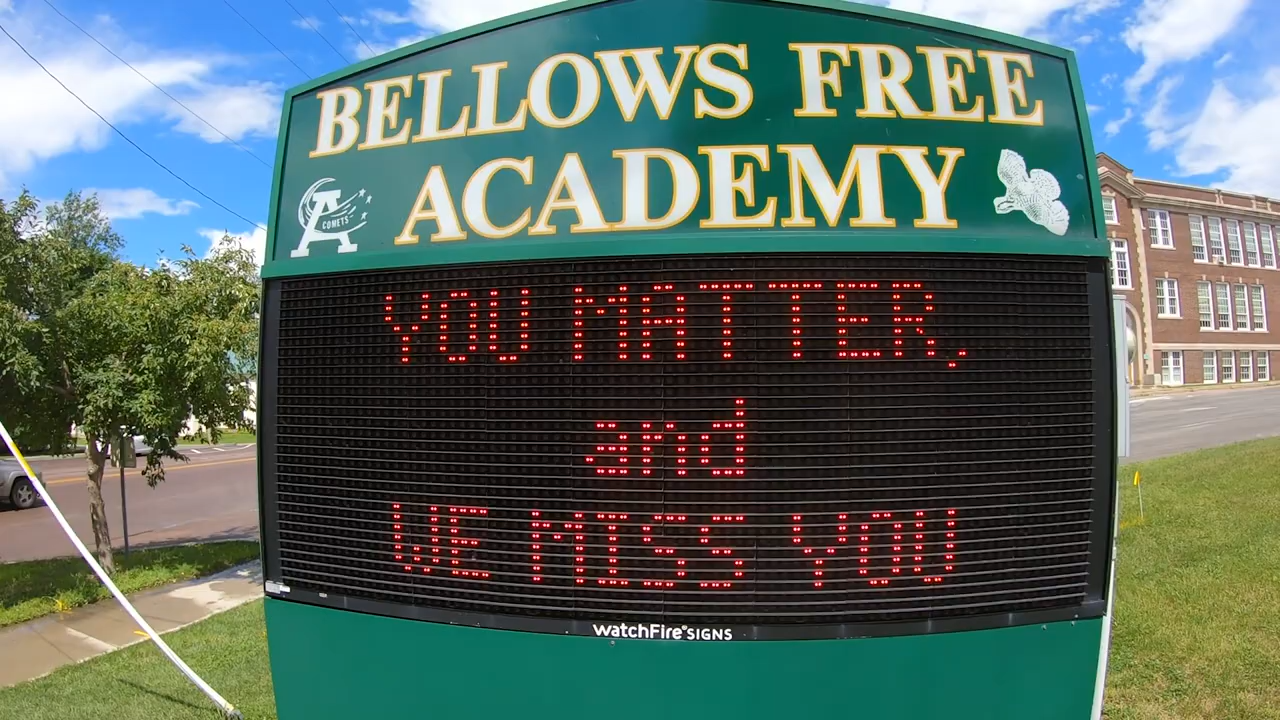 BELLOWS FREE
ACADEMY
A
COMETS
YOU MATTER,
and
WE MISS YOU
watchFire SIGNS